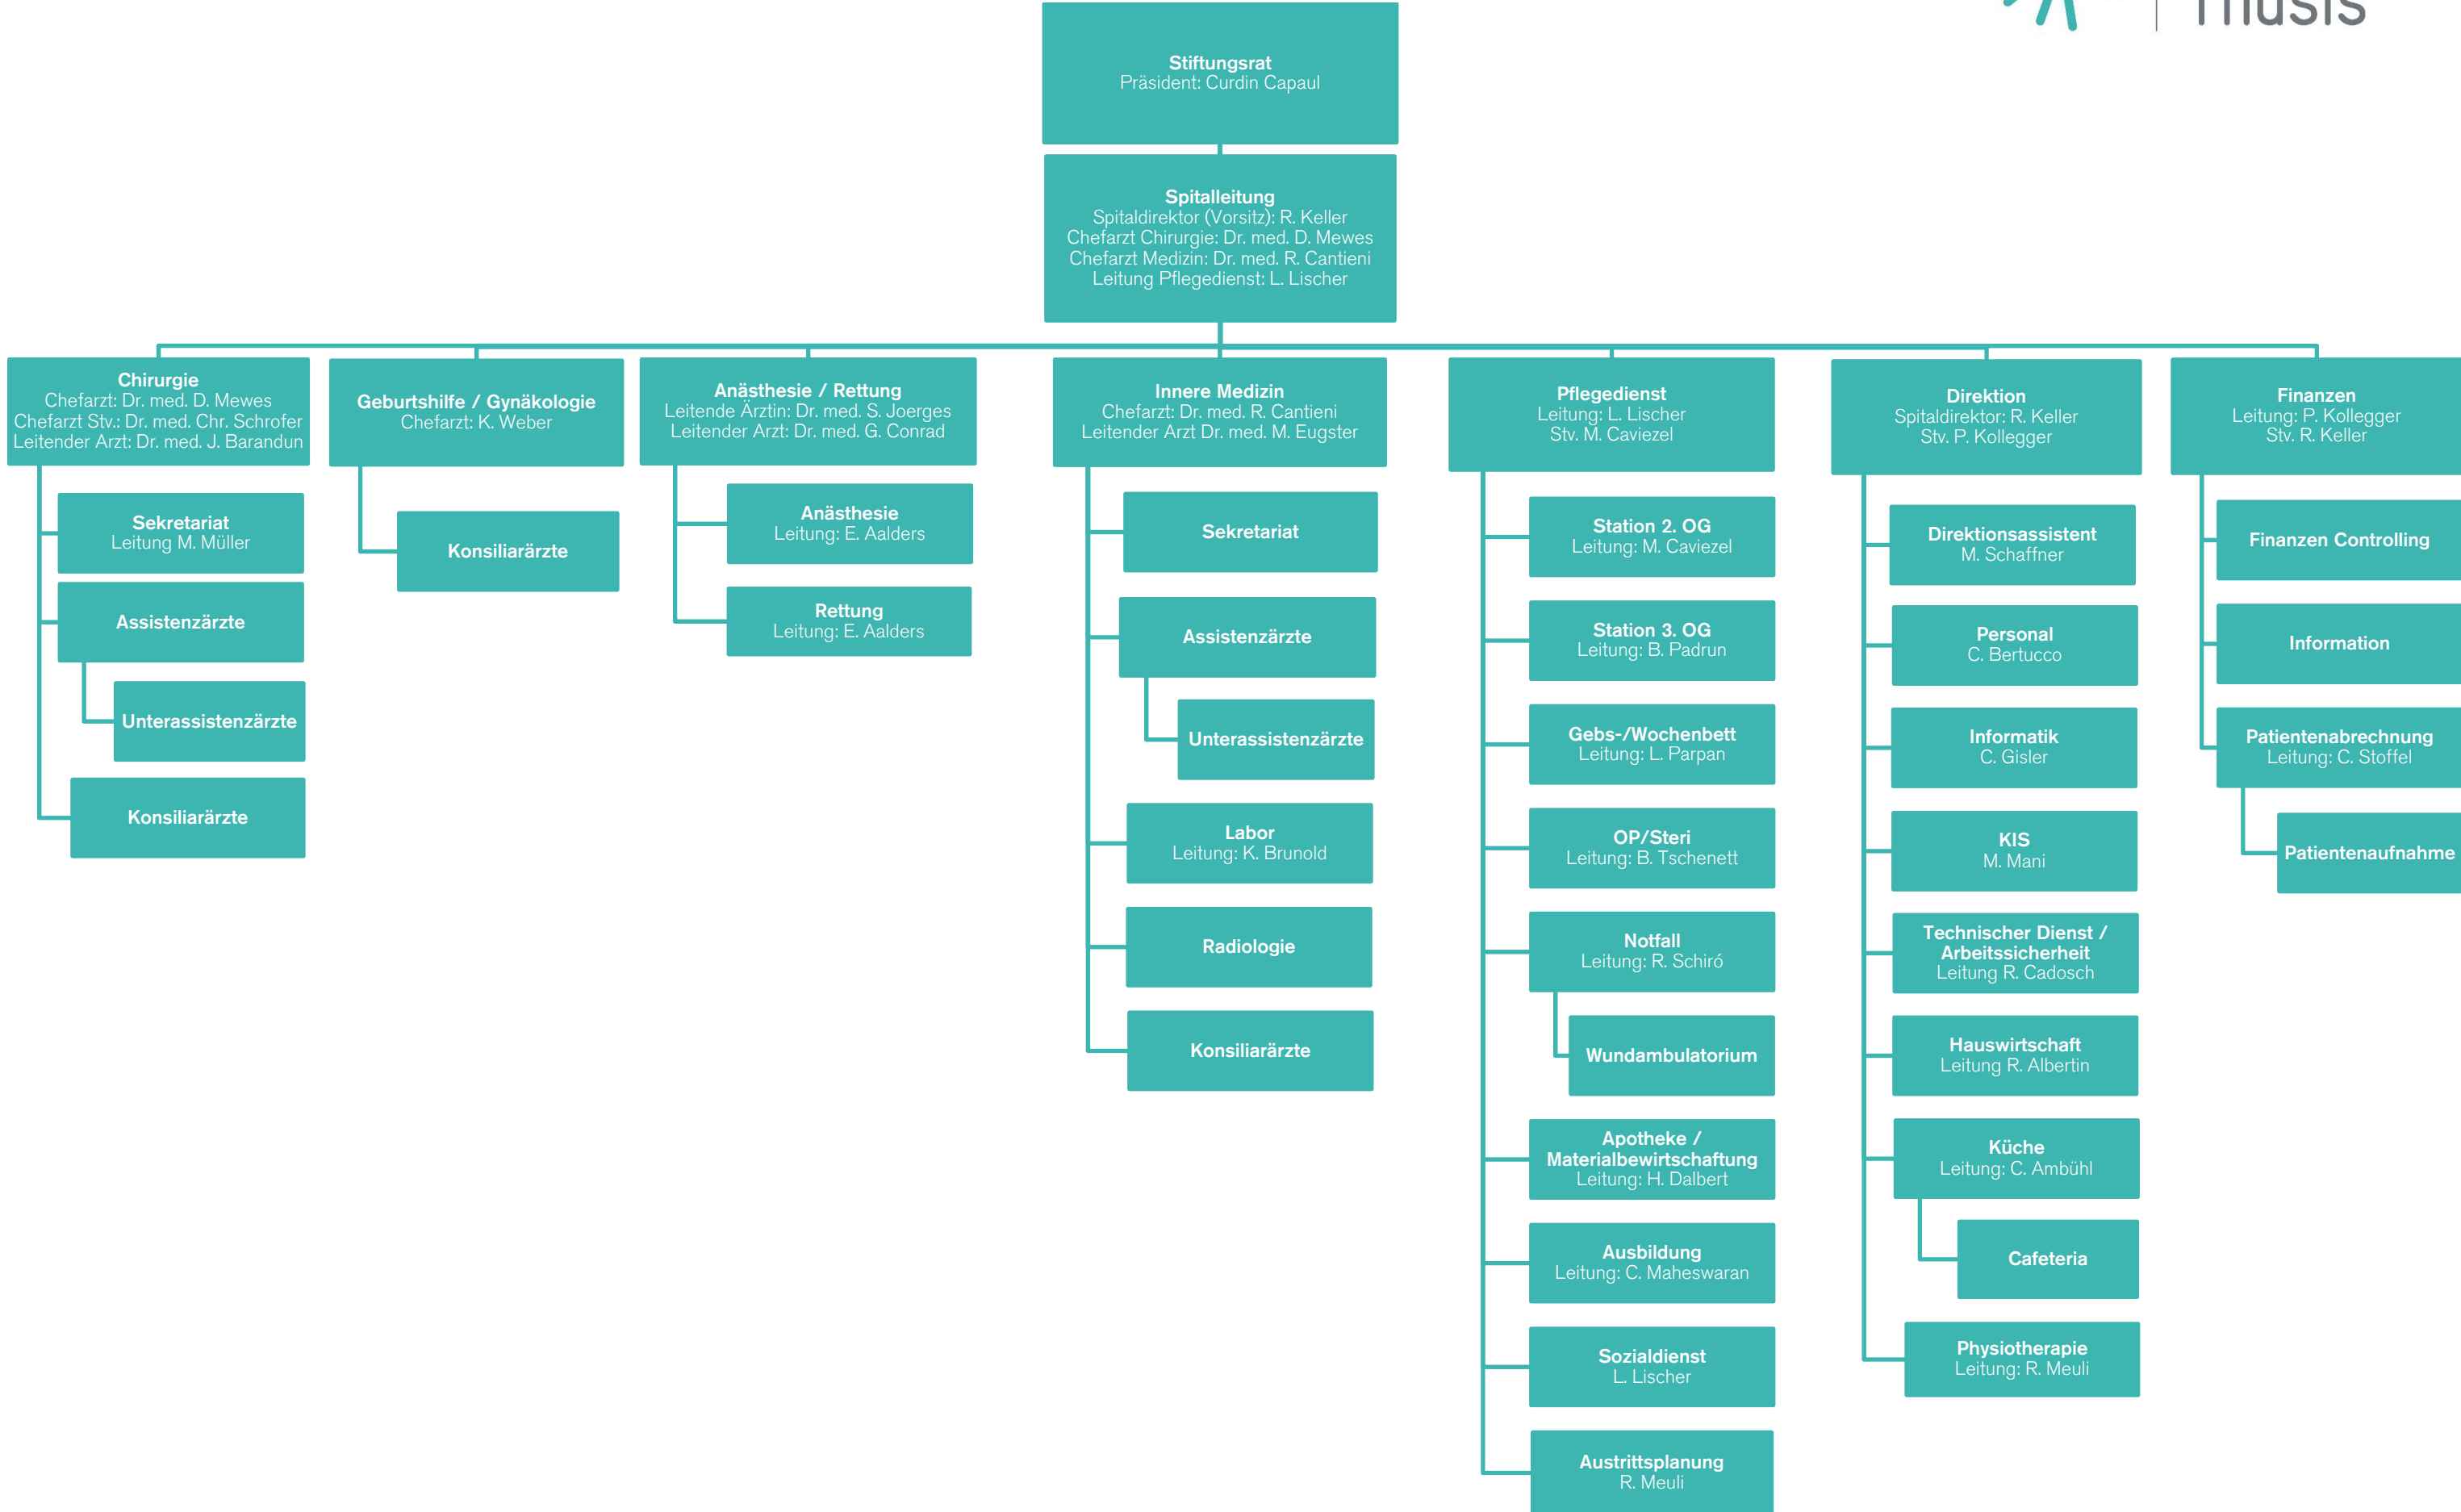 Thusis
Stiftungsrat
Präsident: Curdin Capaul
Spitalleitung
Spitaldirektor (Vorsitz): R. Keller
Chefarzt Chirurgie: Dr. med. D. Mewes
Chefarzt Medizin: Dr. med. R. Cantieni
Leitung Pflegedienst: L. Lischer
Chirurgie
Chefarzt: Dr. med. D. Mewes
Chefarzt Stv.: Dr. med. Chr. Schrofer
Leitender Arzt: Dr. med. J. Barandun
Sekretariat
Leitung M. Müller
Assistenzärzte
Unterassistenzärzte
Konsiliarärzte
Geburtshilfe / Gynäkologie
Chefarzt: K. Weber
Konsiliarärzte
Anästhesie / Rettung
Leitende Ärztin: Dr. med. S. Joerges
Leitender Arzt: Dr. med. G. Conrad
Anästhesie
Leitung: E. Aalders
Rettung
Leitung: E. Aalders
Innere Medizin
Chefarzt: Dr. med. R. Cantieni
Leitender Arzt Dr. med. M. Eugster
Sekretariat
Assistenzärzte
Unterassistenzärzte
Labor
Leitung: K. Brunold
Radiologie
Konsiliarärzte
Pflegedienst
Leitung: L. Lischer
Stv. M. Caviezel
Station 2. OG
Leitung: M. Caviezel
Station 3. OG
Leitung: B. Padrun
Gebs-/Wochenbett
Leitung: L. Parpan
OP/Steri
Leitung: B. Tschenett
Notfall
Leitung: R. Schiró
Wundambulatorium
Apotheke /
Materialbewirtschaftung
Leitung: H. Dalbert
Ausbildung
Leitung: C. Maheswaran
Sozialdienst
L. Lischer
Austrittsplanung
R. Meuli
Direktion
Spitaldirektor: R. Keller
Stv. P. Kollegger
Direktionsassistent
M. Schaffner
Personal
C. Bertucco
Informatik
C. Gisler
KIS
M. Mani
Technischer Dienst /
Arbeitssicherheit
Leitung R. Cadosch
Hauswirtschaft
Leitung R. Albertin
Küche
Leitung: C. Ambühl
Cafeteria
Physiotherapie
Leitung: R. Meuli
Finanzen
Leitung: P. Kollegger
Stv. R. Keller
Finanzen Controlling
Information
Patientenabrechnung
Leitung: C. Stoffel
Patientenaufnahme